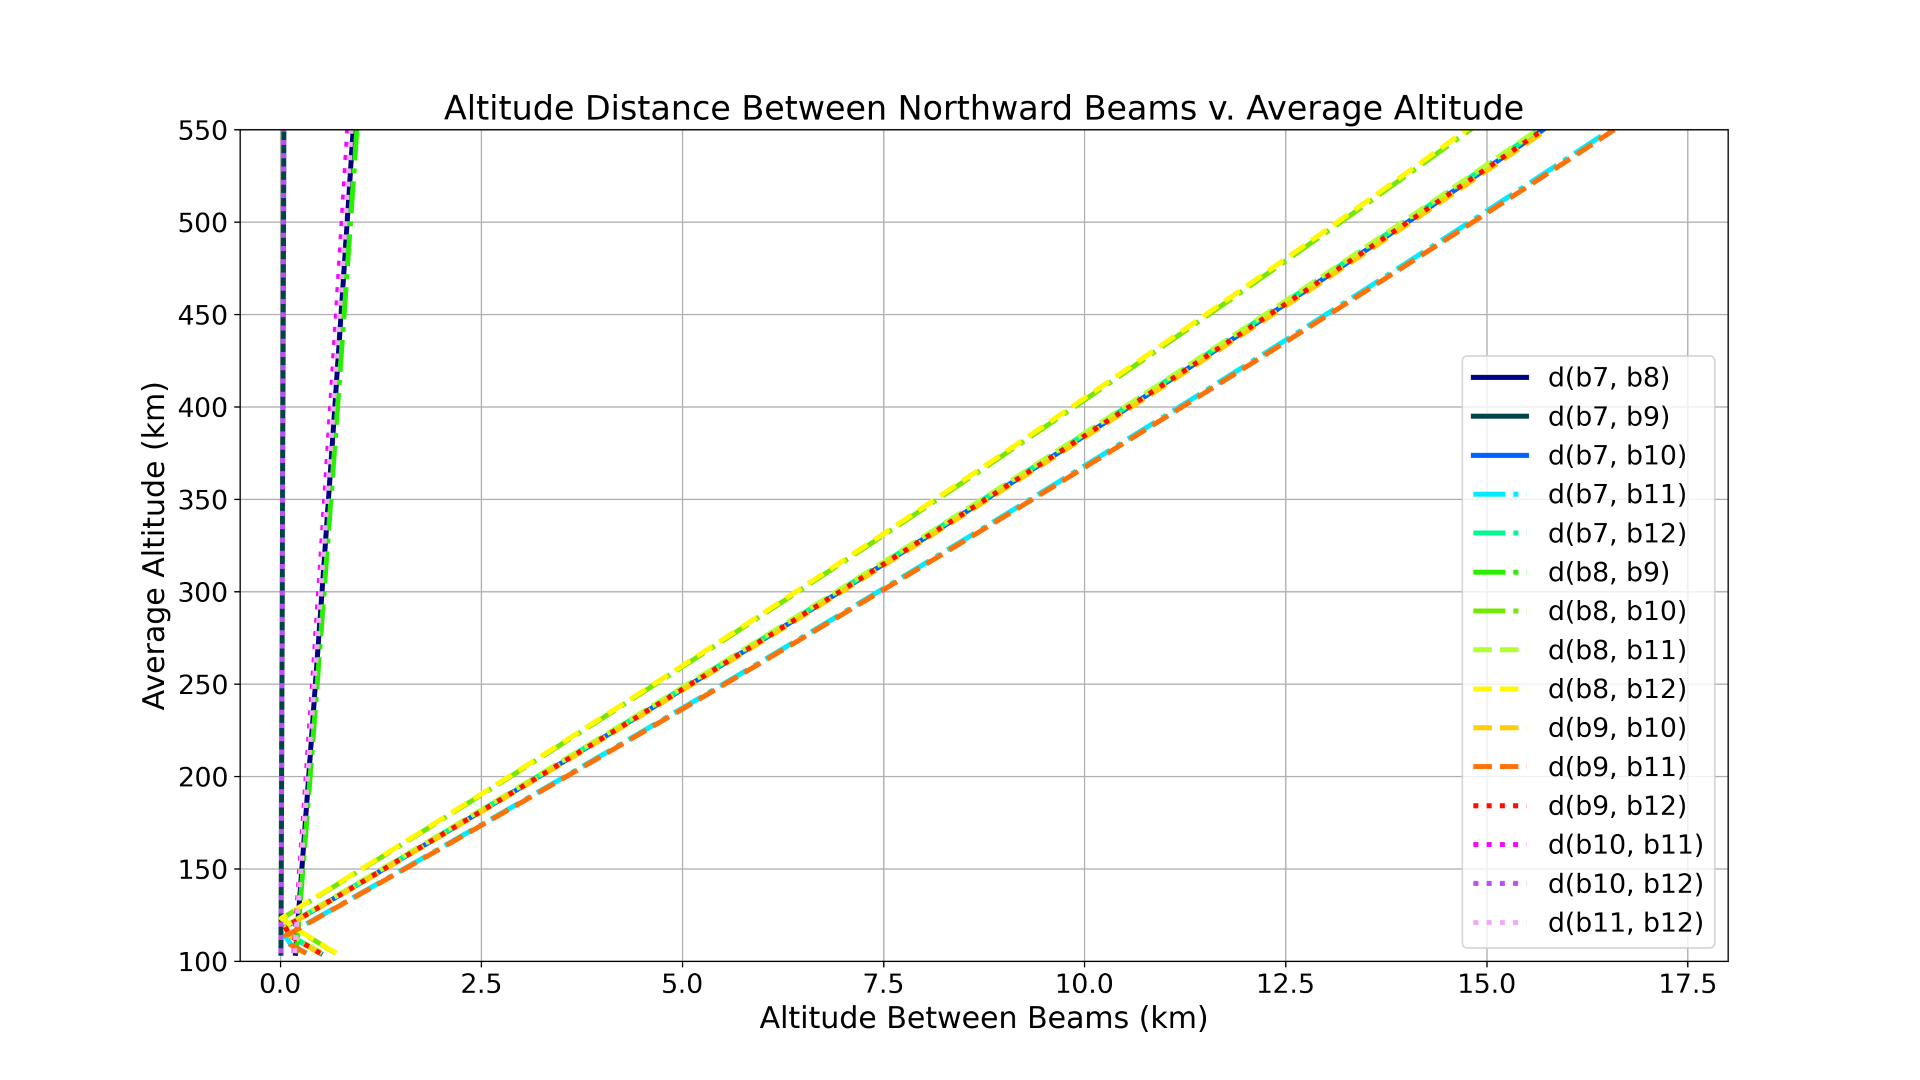 Altitude Distance Between Northward Beams v. Average Altitude
550
500
450
400
350
300
250
200
150
100
Average Altitude (km)
d(b7, b8)
d(b7, b9)
d(b7, b10)
d(b7, b11)
d(b7, b12)
d(b8, b9)
d(b8, b10)
d(b8, b11)
d(b8, b12)
d(b9, b10)
d(b9, b11)
d(b9, b12)
d(b10, b11)
d(b10, b12)
d(b11, b12)
0.0 2.5 5.0 7.5 10.0 12.5 15.0 17.5
Altitude Between Beams (km)